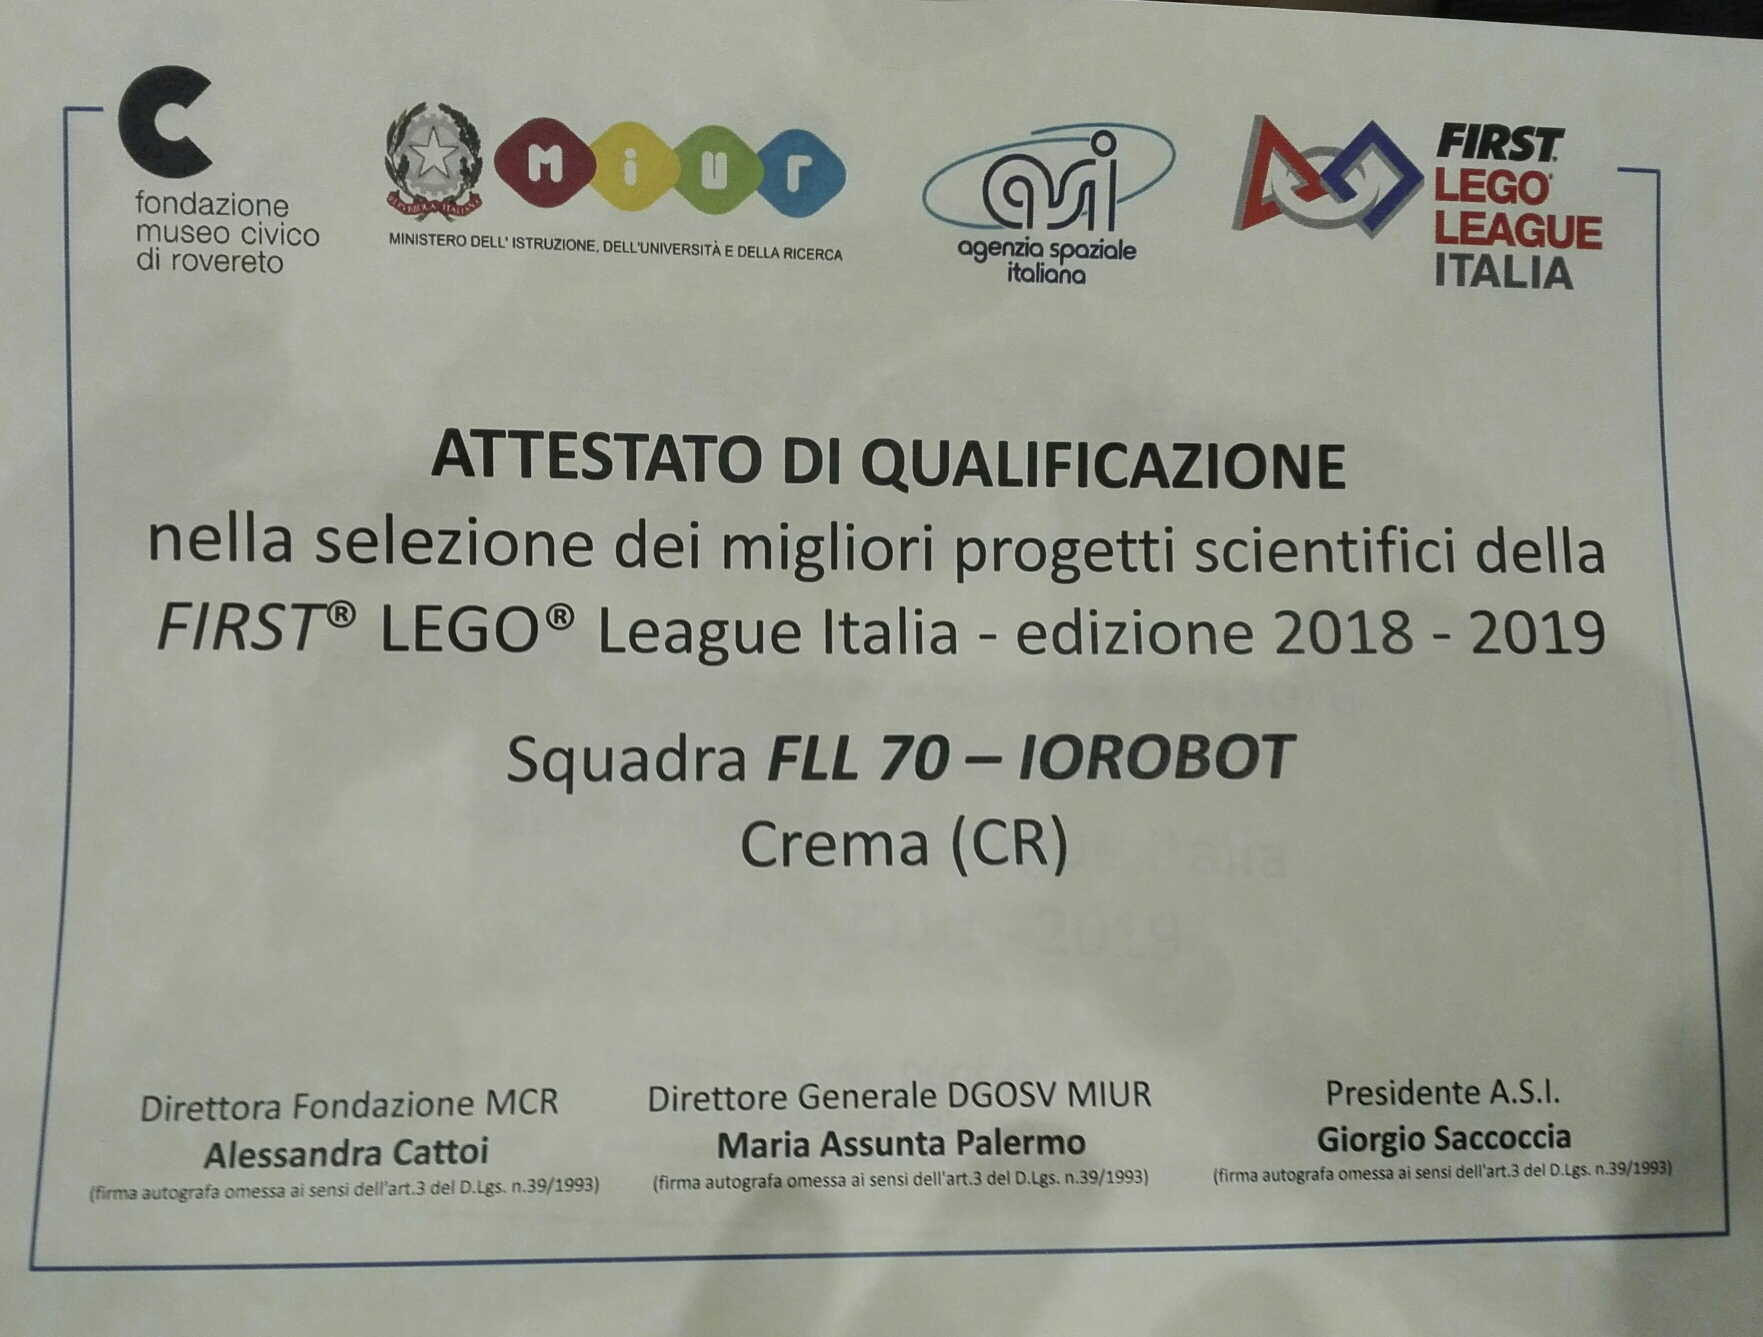 fondazione
museo civico
di rovereto
REPVBBLICA ITALIANA
miur
MINISTERO DELL' ISTRUZIONE, DELL'UNIVERSITÀ E DELLA RICERCA
asi
agenzia spaziale
italiana
FIRST®
LEGO®
LEAGUE
ITALIA
ATTESTATO DI QUALIFICAZIONE
nella selezione dei migliori progetti scientifici della
FIRST® LEGO® League Italia - edizione 2018 - 2019
Squadra FLL 70 – IOROBOT
Crema (CR)
Direttora Fondazione MCR
Alessandra Cattoi
(firma autografa omessa ai sensi dell'art.3 del D.Lgs. n.39/1993)
Direttore Generale DGOSV MIUR
Maria Assunta Palermo
(firma autografa omessa ai sensi dell'art.3 del D.Lgs. n.39/1993)
Presidente A.S.I.
Giorgio Saccoccia
(firma autografa omessa ai sensi dell'art.3 del D.Lgs. n.39/1993)